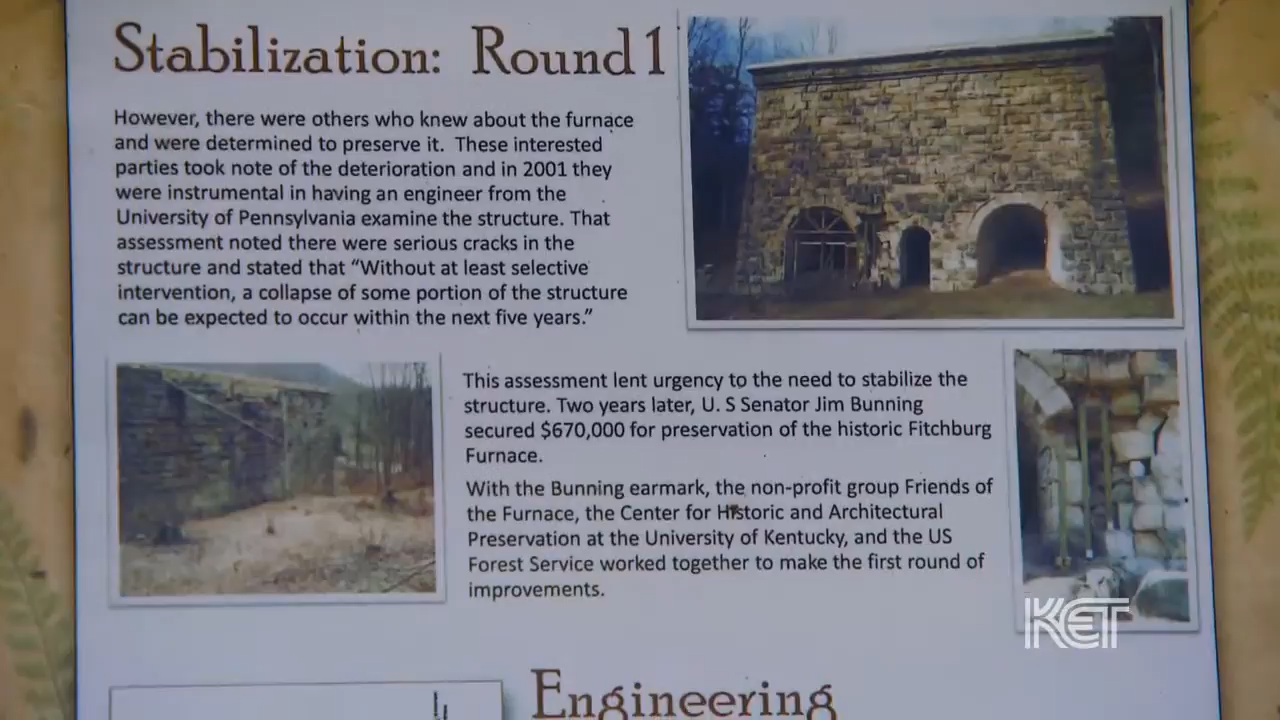 Stabilization: Round 1
However, there were others who knew about the furnace
and were determined to preserve it. These interested
parties took note of the deterioration and in 2001 they
were instrumental in having an engineer from the
University of Pennsylvania examine the structure. That
assessment noted there were serious cracks in the
structure and stated that “Without at least selective
intervention, a collapse of some portion of the structure
can be expected to occur within the next five years.”
This assessment lent urgency to the need to stabilize the
structure. Two years later, U. S Senator Jim Bunning
secured $670,000 for preservation of the historic Fitchburg
Furnace.
With the Bunning earmark, the non-profit group Friends of
the Furnace, the Center for Historic and Architectural
Preservation at the University of Kentucky, and the US
Forest Service worked together to make the first round of
improvements.
KET
Engineering